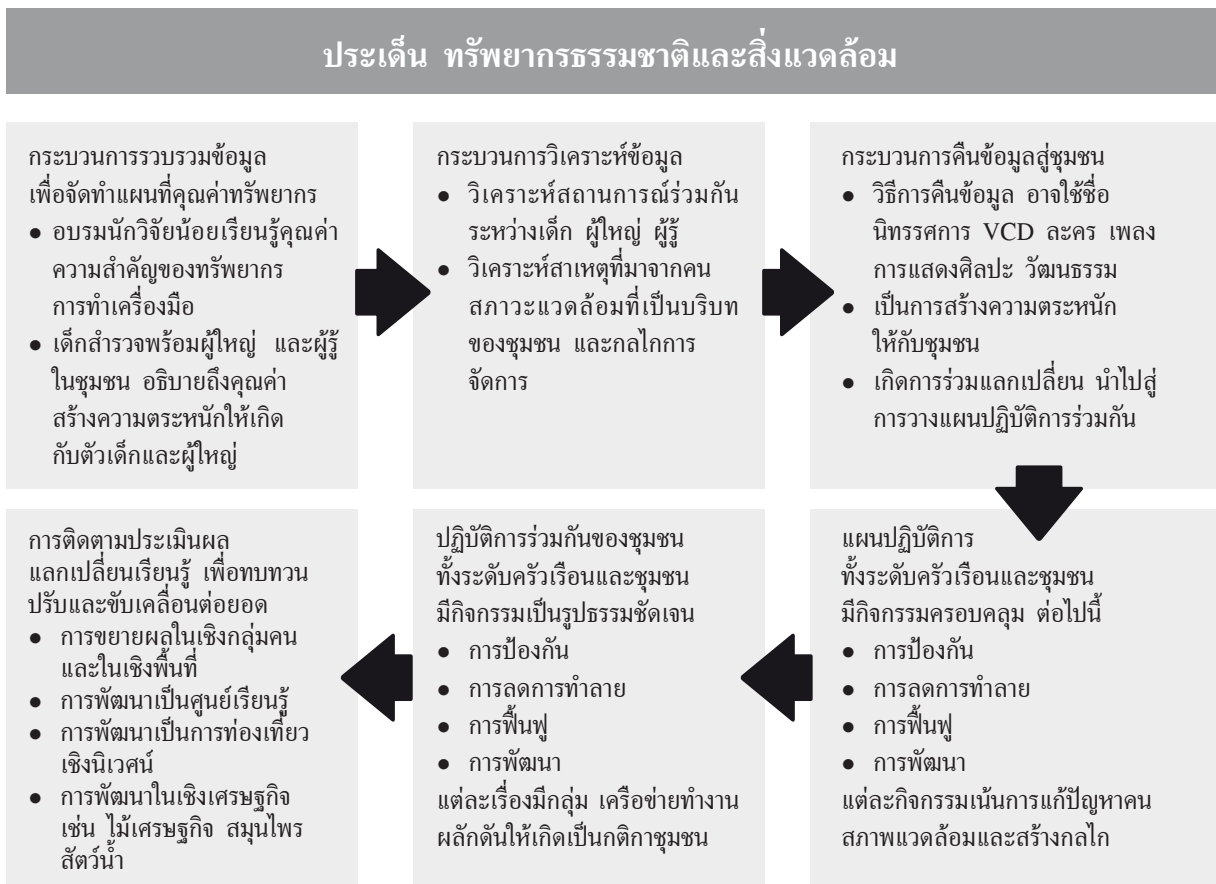 ประเด็น ทรัพยากรธรรมชาติและสิ่งแวดล้อม
กระบวนการรวบรวมข้อมูล
เพื่อจัดทำแผนที่คุณค่าทรัพยากร
● อบรมนักวิจัยน้อยเรียนรู้คุณค่า
ความสำคัญของทรัพยากร
การทำเครื่องมือ
● เด็กสำรวจพร้อมผู้ใหญ่ และผู้รู้
ในชุมชน อธิบายถึงคุณค่า
สร้างความตระหนักให้เกิด
กับตัวเด็กและผู้ใหญ่
กระบวนการวิเคราะห์ข้อมูล
● วิเคราะห์สถานการณ์ร่วมกัน
ระหว่างเด็ก ผู้ใหญ่ ผู้รู้
● วิเคราะห์สาเหตุที่มาจากคน
สภาวะแวดล้อมที่เป็นบริบท
ของชุมชน และกลไกการ
จัดการ
กระบวนการคืนข้อมูลสู่ชุมชน
● วิธีการคืนข้อมูล อาจใช้ชื่อ
นิทรรศการ VCD ละคร เพลง
การแสดงศิลปะ วัฒนธรรม
● เป็นการสร้างความตระหนัก
ให้กับชุมชน
● เกิดการร่วมแลกเปลี่ยน นำไปสู่
การวางแผนปฏิบัติการร่วมกัน
แผนปฏิบัติการ
ทั้งระดับครัวเรือนและชุมชน
มีกิจกรรมครอบคลุม ต่อไปนี้
● การป้องกัน
● การลดการทำลาย
● การฟื้นฟู
● การพัฒนา
แต่ละกิจกรรมเน้นการแก้ปัญหาคน
สภาพแวดล้อมและสร้างกลไก
ปฏิบัติการร่วมกันของชุมชน
ทั้งระดับครัวเรือนและชุมชน
มีกิจกรรมเป็นรูปธรรมชัดเจน
● การป้องกัน
● การลดการทำลาย
● การฟื้นฟู
● การพัฒนา
แต่ละเรื่องมีกลุ่ม เครือข่ายทำงาน
ผลักดันให้เกิดเป็นกติกาชุมชน
การติดตามประเมินผล
แลกเปลี่ยนเรียนรู้ เพื่อทบทวน
ปรับและขับเคลื่อนต่อยอด
● การขยายผลในเชิงกลุ่มคน
และในเชิงพื้นที่
● การพัฒนาเป็นศูนย์เรียนรู้
● การพัฒนาเป็นการท่องเที่ยว
เชิงนิเวศน์
● การพัฒนาในเชิงเศรษฐกิจ
เช่น ไม้เศรษฐกิจ สมุนไพร
สัตว์น้ำ